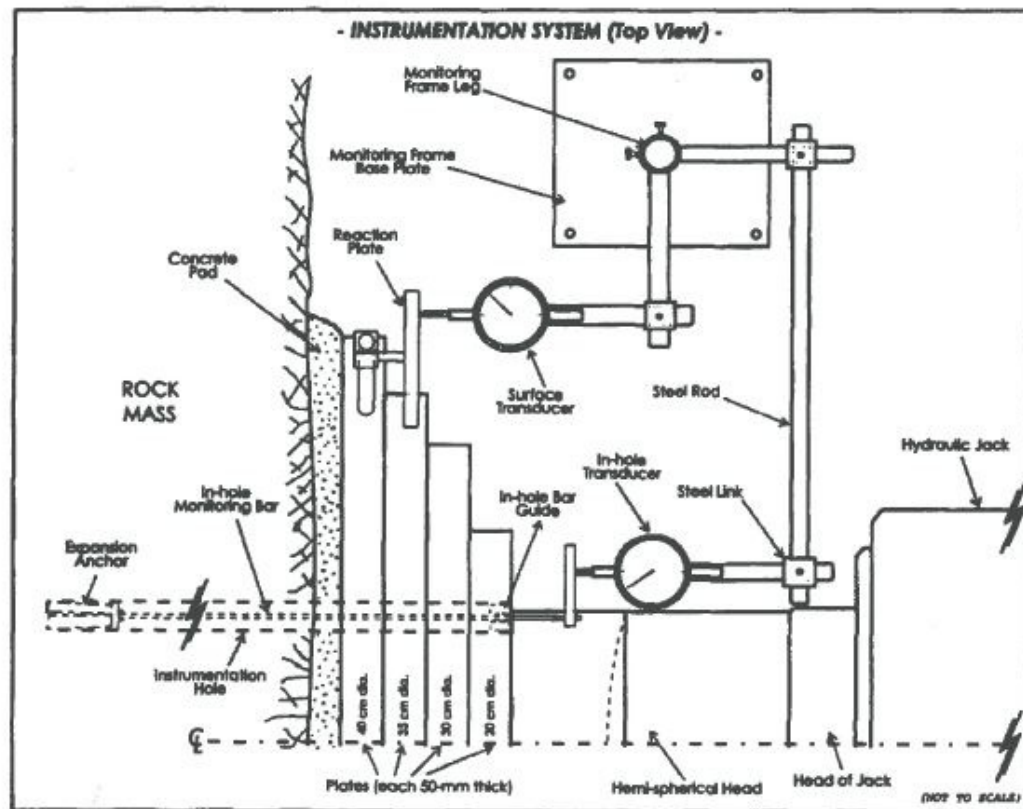 - INSTRUMENTATION SYSTEM (Top View) -
Monitoring
Frame Leg
Monitoring Frame
Base Plate
Reaction
Plate
Concrete
Pad
ROCK
MASS
Surface
Transducer
Steel Rod
Hydraulic Jack
In-hole
Transducer
Steel Link
In-hole
Monitoring Bar
In-hole Bar
Guide
Expansion
Anchor
Instrumentation
Hole
40 cm dia.
35 cm dia.
30 cm dia.
20 cm dia.
℄
Plates (each 50-mm thick)
Hemi-spherical Head
Head of Jack
(NOT TO SCALE)